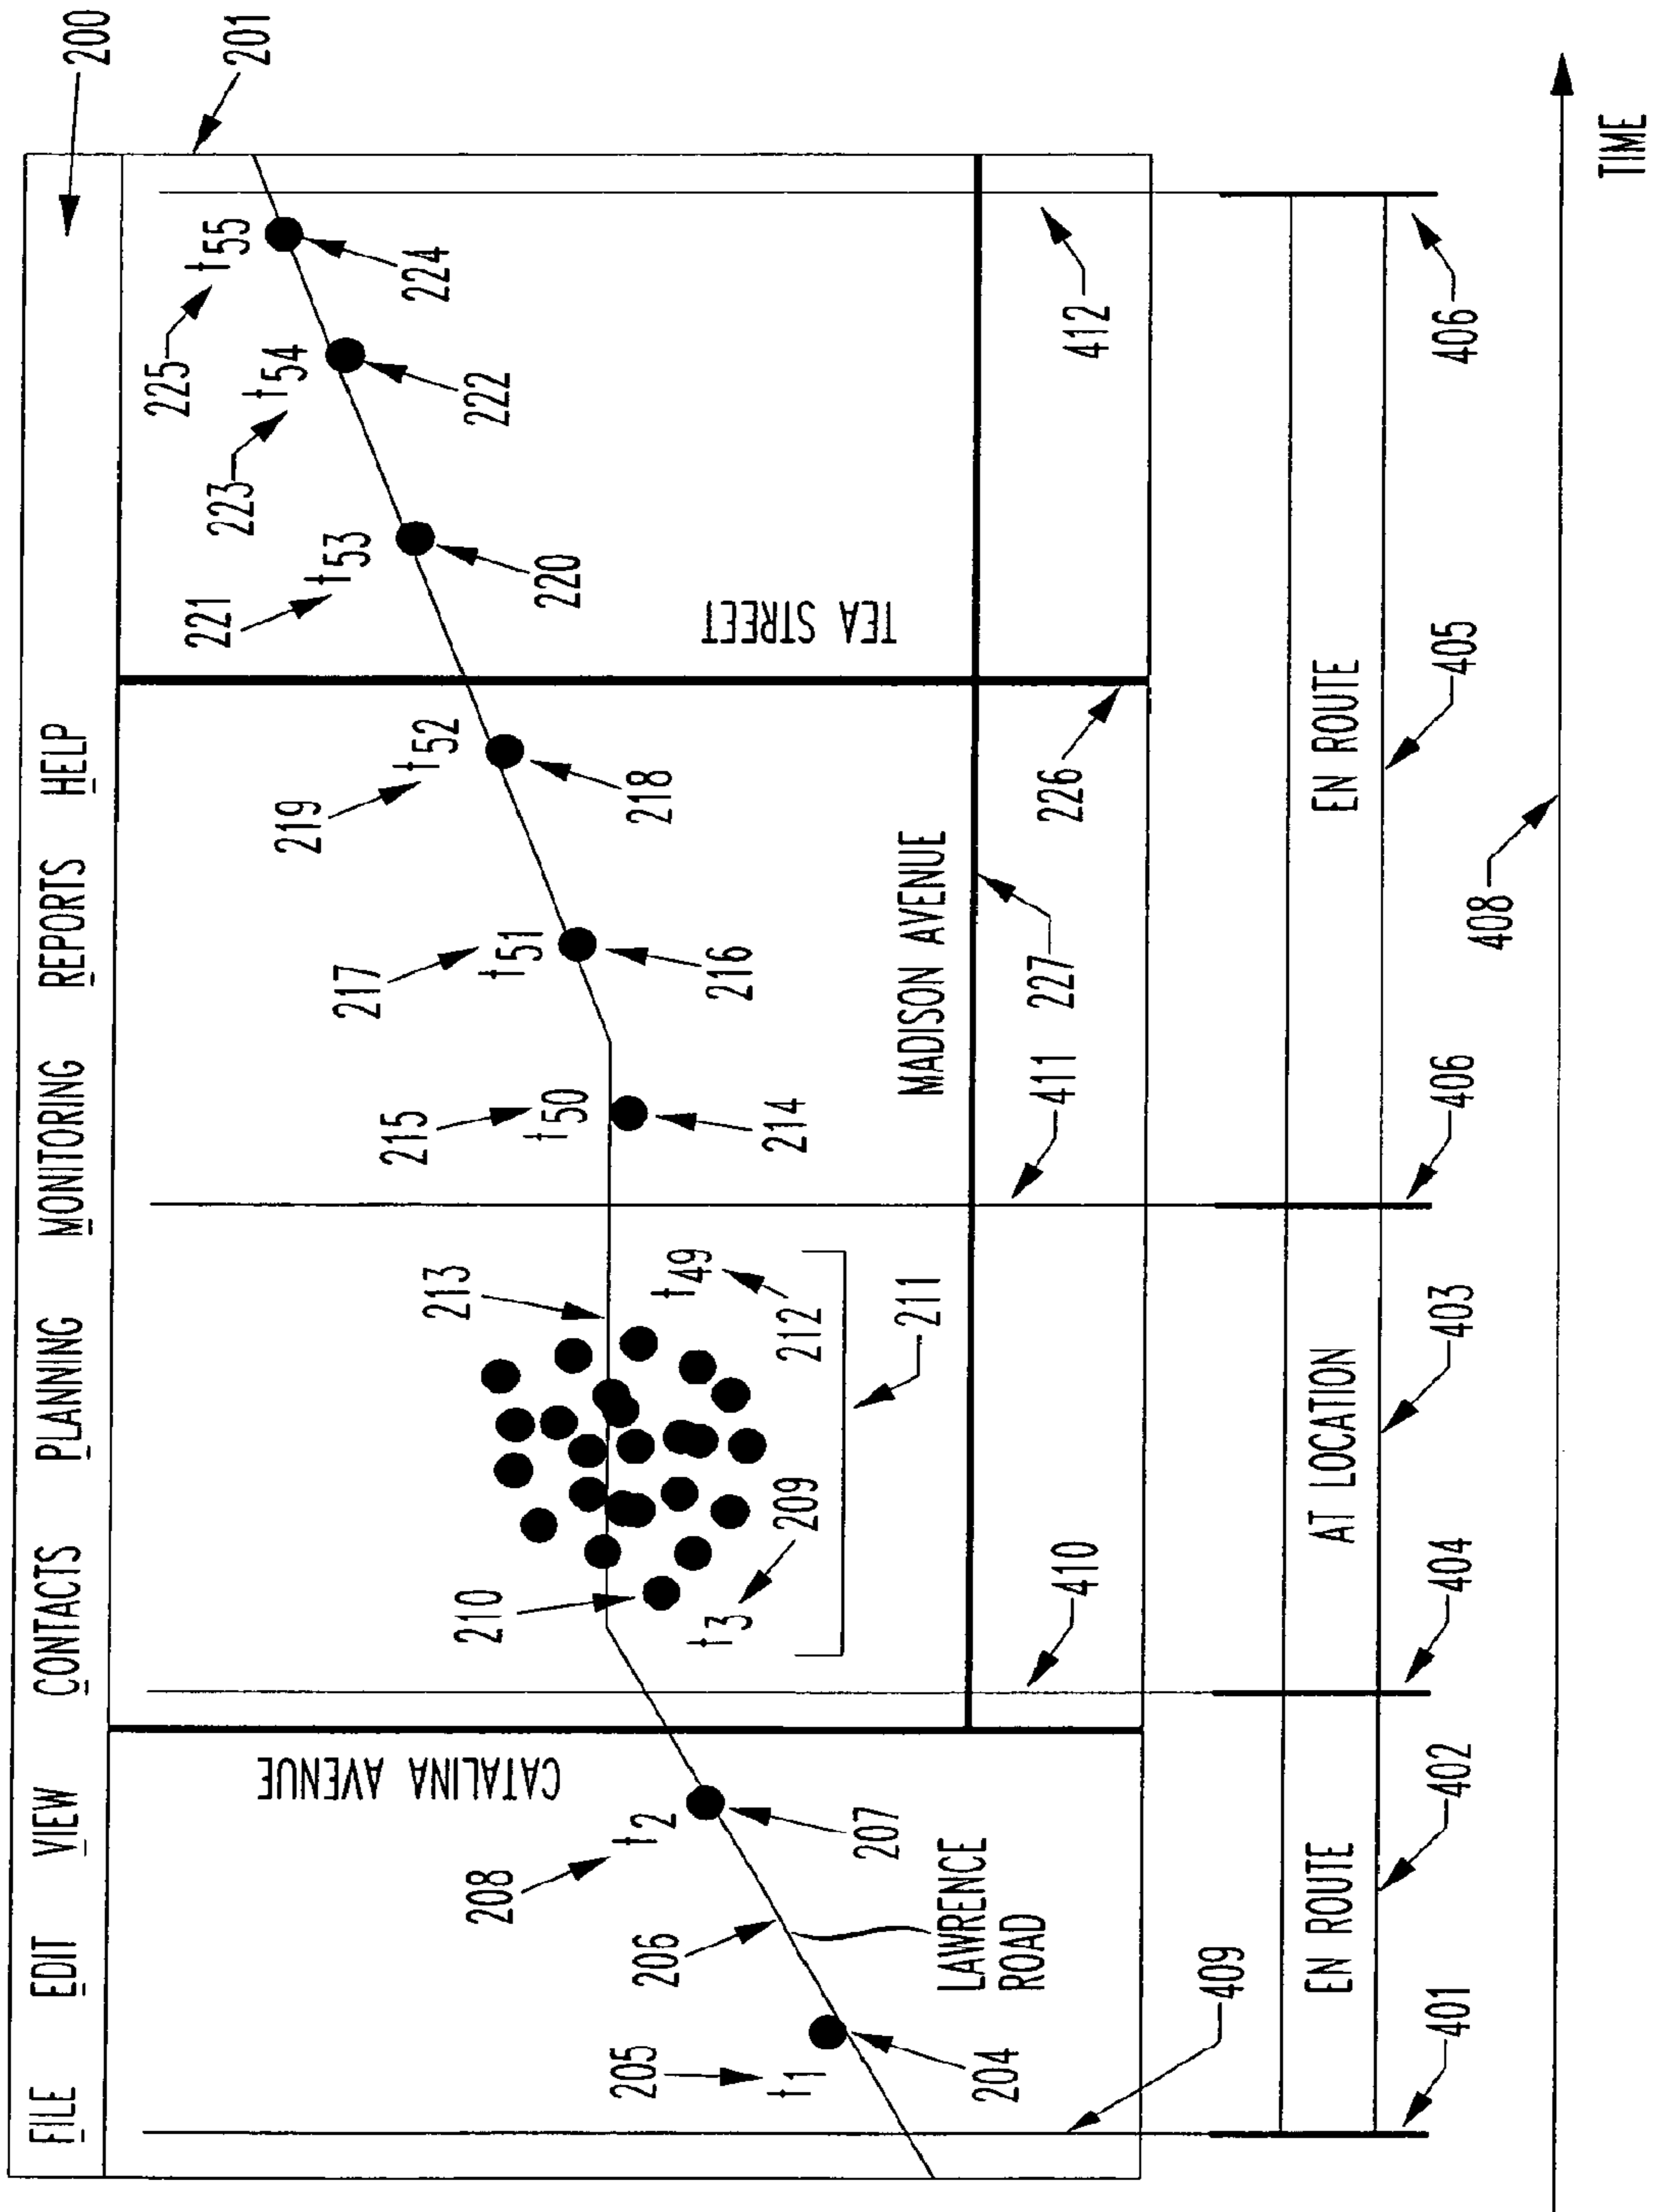 FILE EDIT VIEW CONTACTS PLANNING MONITORING REPORTS HELP
200
201
225
t55
223
t54
221
t53
224
222
219
t52
220
217
t51
218
215
t50
216
213
214
210
t49
212
t3
209
211
CATALINA AVENUE
208
t2
207
206
205
t1
204
LAWRENCE
ROAD
TEA STREET
MADISON AVENUE
409
410
411
227
226
412
EN ROUTE
AT LOCATION
EN ROUTE
401
402
404
403
406
405
406
408
TIME